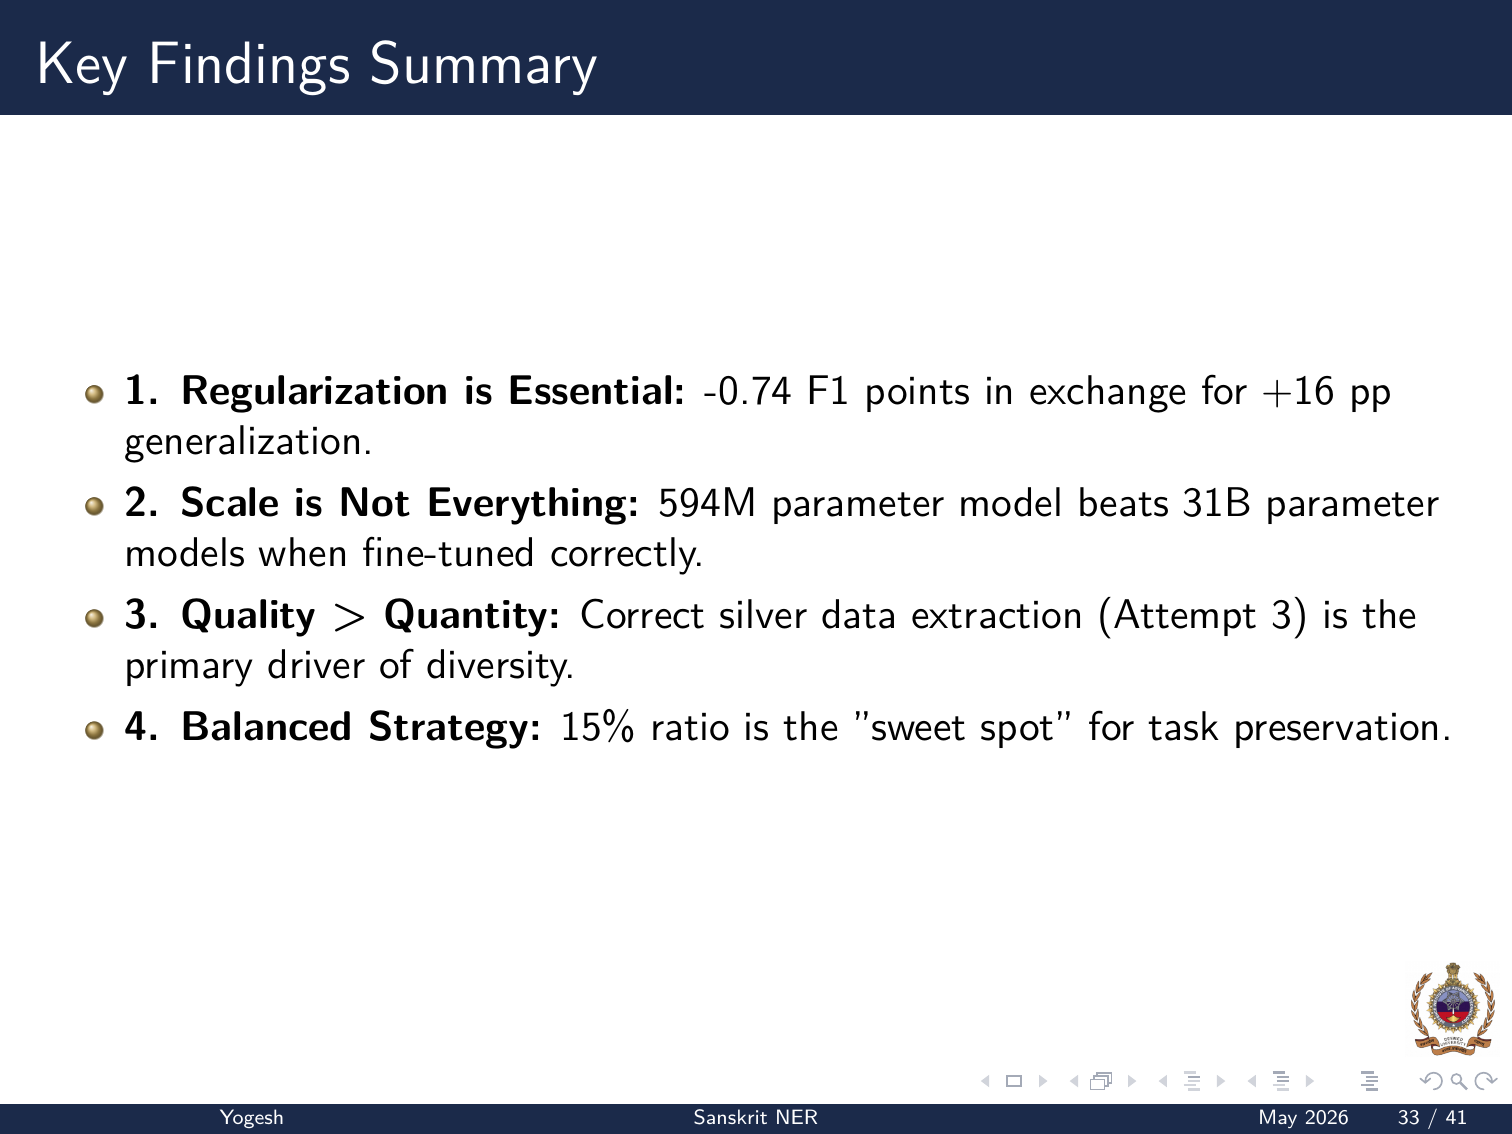 Key Findings Summary
1. Regularization is Essential: -0.74 F1 points in exchange for +16 pp
generalization.
2. Scale is Not Everything: 594M parameter model beats 31B parameter
models when fine-tuned correctly.
3. Quality > Quantity: Correct silver data extraction (Attempt 3) is the
primary driver of diversity.
4. Balanced Strategy: 15% ratio is the ”sweet spot” for task preservation.
Yogesh
Sanskrit NER
May 2026
33 / 41